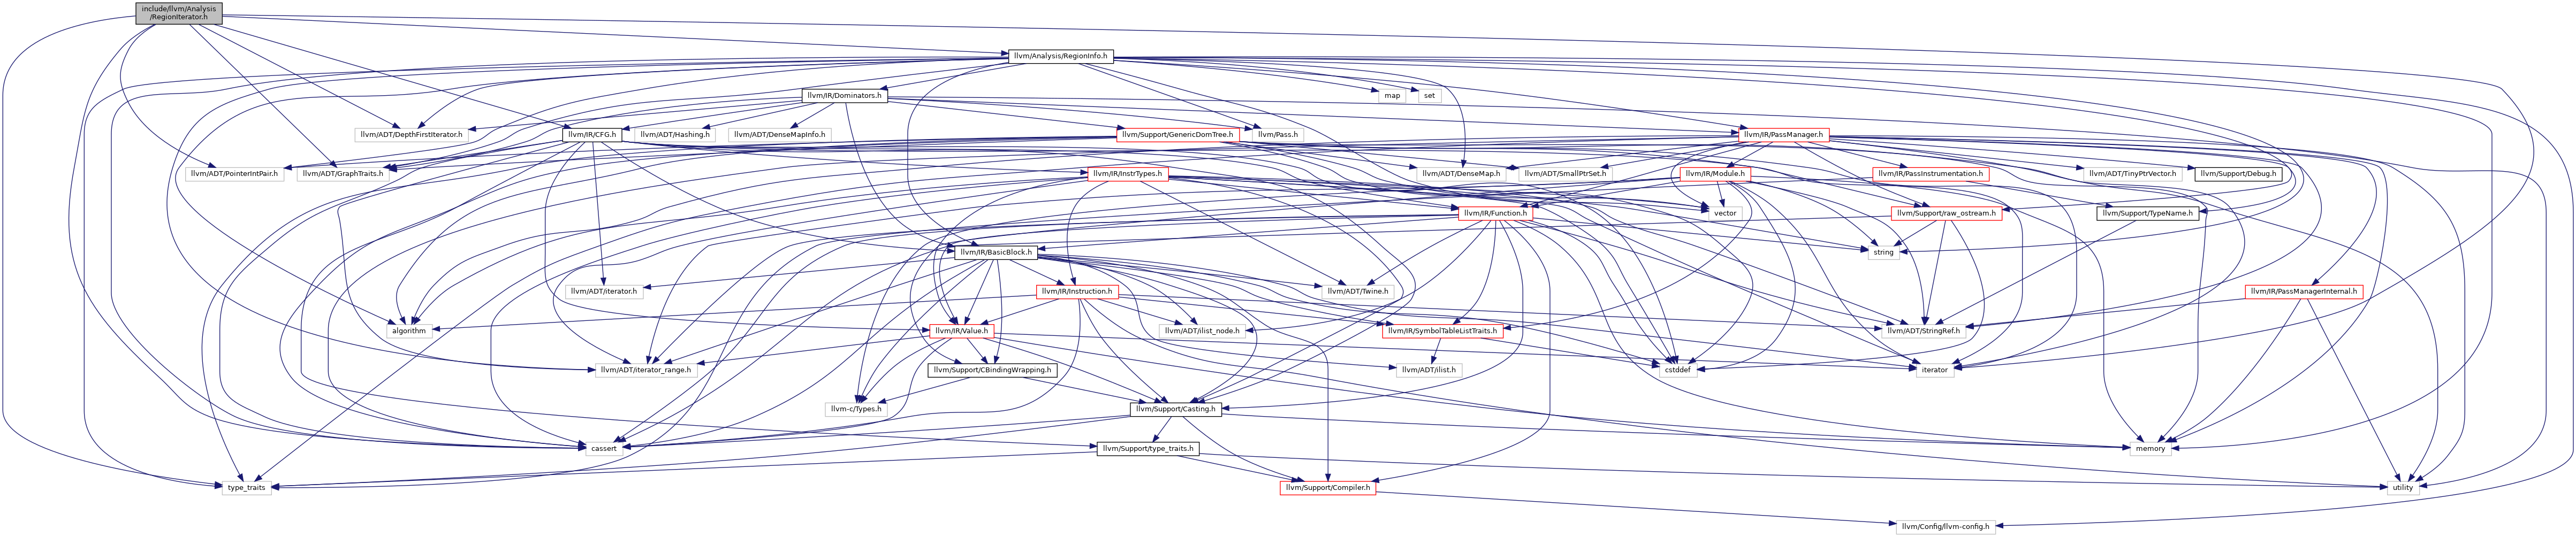 include/llvm/Analysis
/RegionIterator.h
llvm/Analysis/RegionInfo.h
llvm/IR/Dominators.h
map
set
llvm/ADT/DepthFirstIterator.h
llvm/IR/CFG.h
llvm/ADT/Hashing.h
llvm/ADT/DenseMapInfo.h
llvm/Support/GenericDomTree.h
llvm/Pass.h
llvm/IR/PassManager.h
llvm/ADT/PointerIntPair.h
llvm/ADT/GraphTraits.h
llvm/IR/InstrTypes.h
llvm/ADT/DenseMap.h
llvm/ADT/SmallPtrSet.h
llvm/IR/Module.h
llvm/IR/PassInstrumentation.h
llvm/ADT/TinyPtrVector.h
llvm/Support/Debug.h
llvm/IR/Function.h
vector
llvm/Support/raw_ostream.h
llvm/Support/TypeName.h
llvm/IR/BasicBlock.h
string
llvm/ADT/iterator.h
llvm/IR/Instruction.h
llvm/ADT/Twine.h
llvm/IR/PassManagerInternal.h
algorithm
llvm/IR/Value.h
llvm/ADT/ilist_node.h
llvm/IR/SymbolTableListTraits.h
llvm/ADT/StringRef.h
llvm/ADT/iterator_range.h
llvm/Support/CBindingWrapping.h
llvm/ADT/ilist.h
cstddef
iterator
llvm-c/Types.h
llvm/Support/Casting.h
cassert
llvm/Support/type_traits.h
memory
type_traits
llvm/Support/Compiler.h
utility
llvm/Config/llvm-config.h